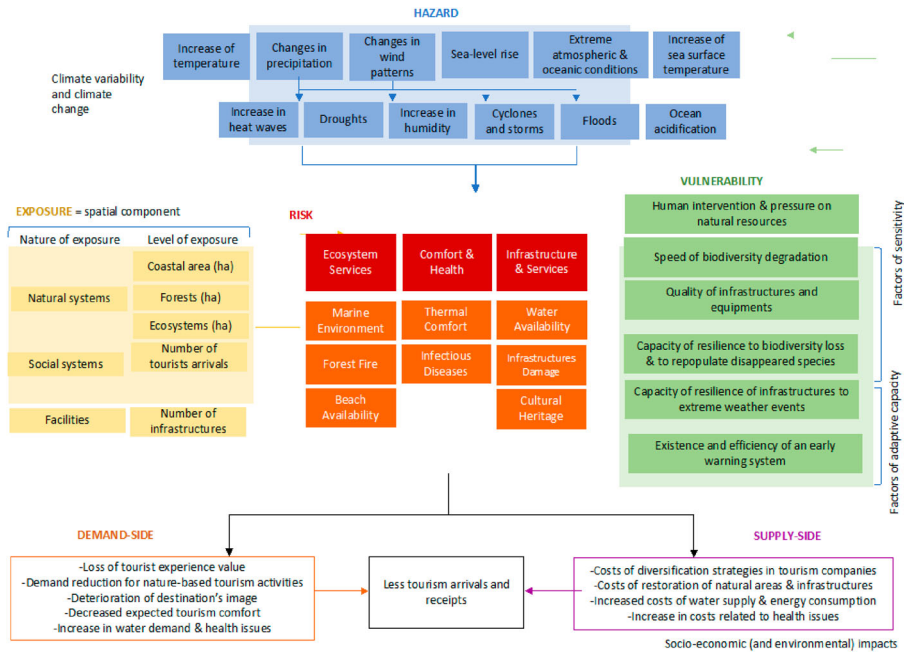 HAZARD
Increase of
temperature
Changes in
precipitation
Changes in
wind
patterns
Sea-level rise
Extreme
atmospheric &
oceanic conditions
Increase of
sea surface
temperature
Climate variability
and climate
change
Increase in
heat waves
Droughts
Increase in
humidity
Cyclones
and storms
Floods
Ocean
acidification
EXPOSURE = spatial component
Nature of exposure
Level of exposure
Coastal area (ha)
Natural systems
Forests (ha)
Ecosystems (ha)
Social systems
Number of
tourists arrivals
Facilities
Number of
infrastructures
RISK
Ecosystem
Services
Comfort &
Health
Infrastructure
& Services
Marine
Environment
Thermal
Comfort
Water
Availability
Forest Fire
Infectious
Diseases
Infrastructures
Damage
Beach
Availability
Cultural
Heritage
VULNERABILITY
Human intervention & pressure on
natural resources
Speed of biodiversity degradation
Quality of infrastructures and
equipments
Capacity of resilience to biodiversity loss
& to repopulate disappeared species
Capacity of resilience of infrastructures to
extreme weather events
Existence and efficiency of an early
warning system
Factors of sensitivity
Factors of adaptive capacity
DEMAND-SIDE
-Loss of tourist experience value
-Demand reduction for nature-based tourism activities
-Deterioration of destination's image
-Decreased expected tourism comfort
-Increase in water demand & health issues
Less tourism arrivals and
receipts
SUPPLY-SIDE
-Costs of diversification strategies in tourism companies
-Costs of restoration of natural areas & infrastructures
-Increased costs of water supply & energy consumption
-Increase in costs related to health issues
Socio-economic (and environmental) impacts